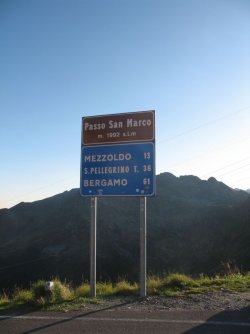 Passo San Marco
m. 1992 s.l.m
MEZZOLDO 13
S.PELLEGRINO T. 36
BERGAMO 61